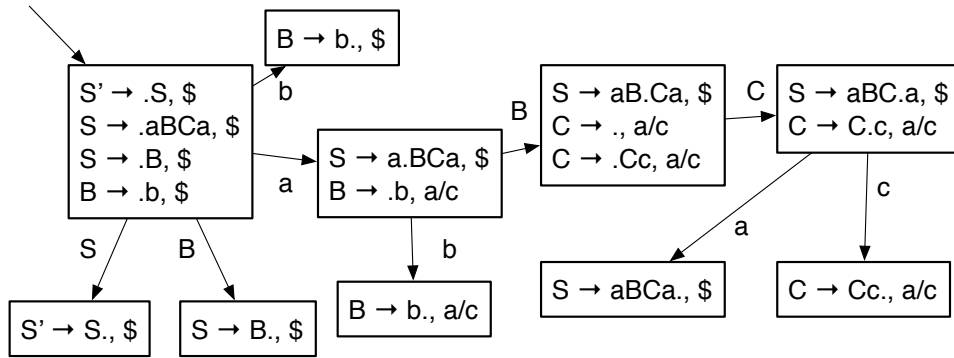 B → b., $
S' → .S, $
S → .aBCa, $
S → .B, $
B → .b, $
b
a
S → a.BCa, $
B → .b, a/c
B
S → aB.Ca, $
C → ., a/c
C → .Cc, a/c
C
S → aBC.a, $
C → C.c, a/c
S
B
b
a
c
S' → S., $
S → B., $
B → b., a/c
S → aBCa., $
C → Cc., a/c